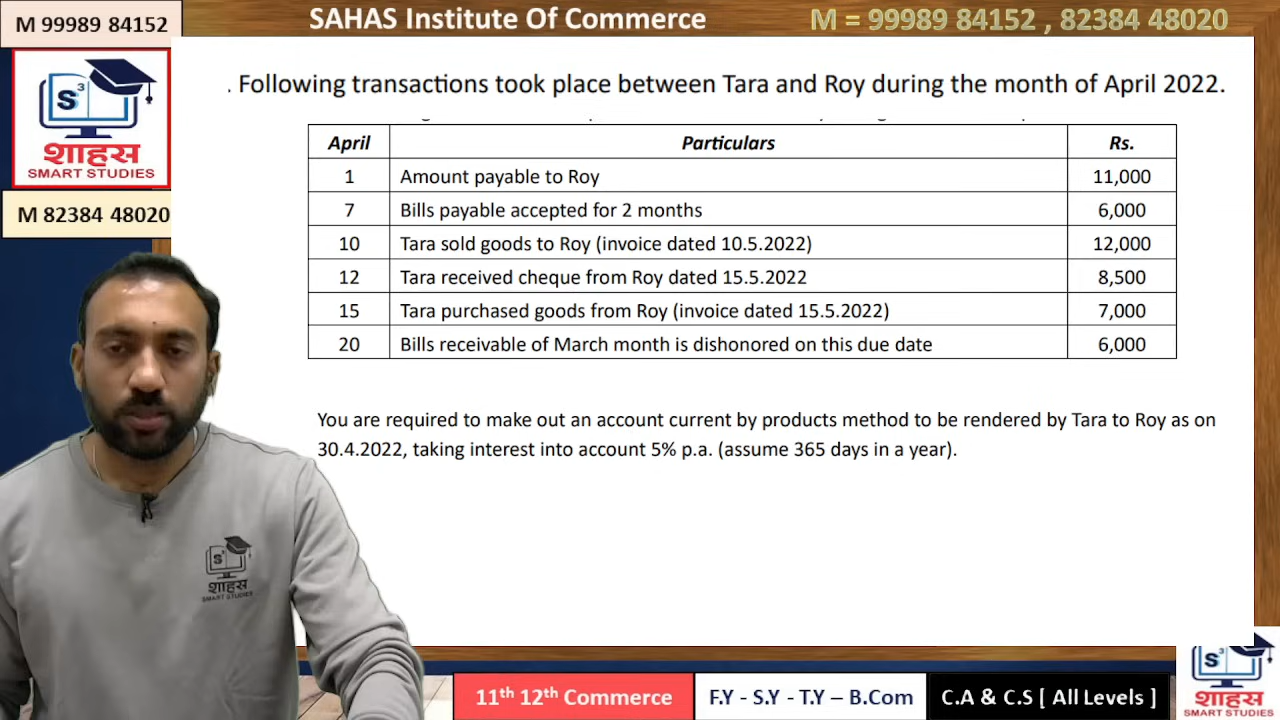 SAHAS Institute Of Commerce
M = 99989 84152 , 82384 48020
M 99989 84152
S3
शाहस
SMART STUDIES
M 82384 48020
. Following transactions took place between Tara and Roy during the month of April 2022.
April Particulars Rs.
1 Amount payable to Roy 11,000
7 Bills payable accepted for 2 months 6,000
10 Tara sold goods to Roy (invoice dated 10.5.2022) 12,000
12 Tara received cheque from Roy dated 15.5.2022 8,500
15 Tara purchased goods from Roy (invoice dated 15.5.2022) 7,000
20 Bills receivable of March month is dishonored on this due date 6,000
You are required to make out an account current by products method to be rendered by Tara to Roy as on
30.4.2022, taking interest into account 5% p.a. (assume 365 days in a year).
S3
शाहस
SMART STUDIES
11th 12th Commerce
F.Y - S.Y - T.Y – B.Com
C.A & C.S [ All Levels ]
S3
शाहस
SMART STUDIES